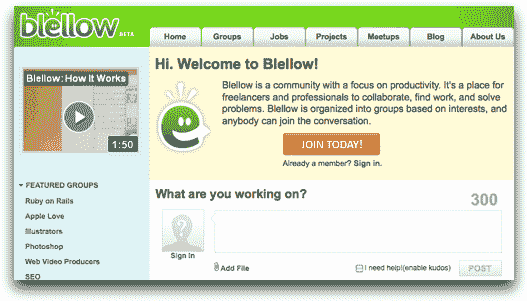 blellow BETA
Home Groups Jobs Projects Meetups Blog About Us
Blellow: How It Works
1:50
FEATURED GROUPS
Ruby on Rails
Apple Love
Illustrators
Photoshop
Web Video Producers
SEO
Hi. Welcome to Blellow!
Blellow is a community with a focus on productivity. It's a place for
freelancers and professionals to collaborate, find work, and solve
problems. Blellow is organized into groups based on interests, and
anybody can join the conversation.
JOIN TODAY!
Already a member? Sign in.
What are you working on?
300
?
Sign In
Add File
I need help!(enable kudos)
POST